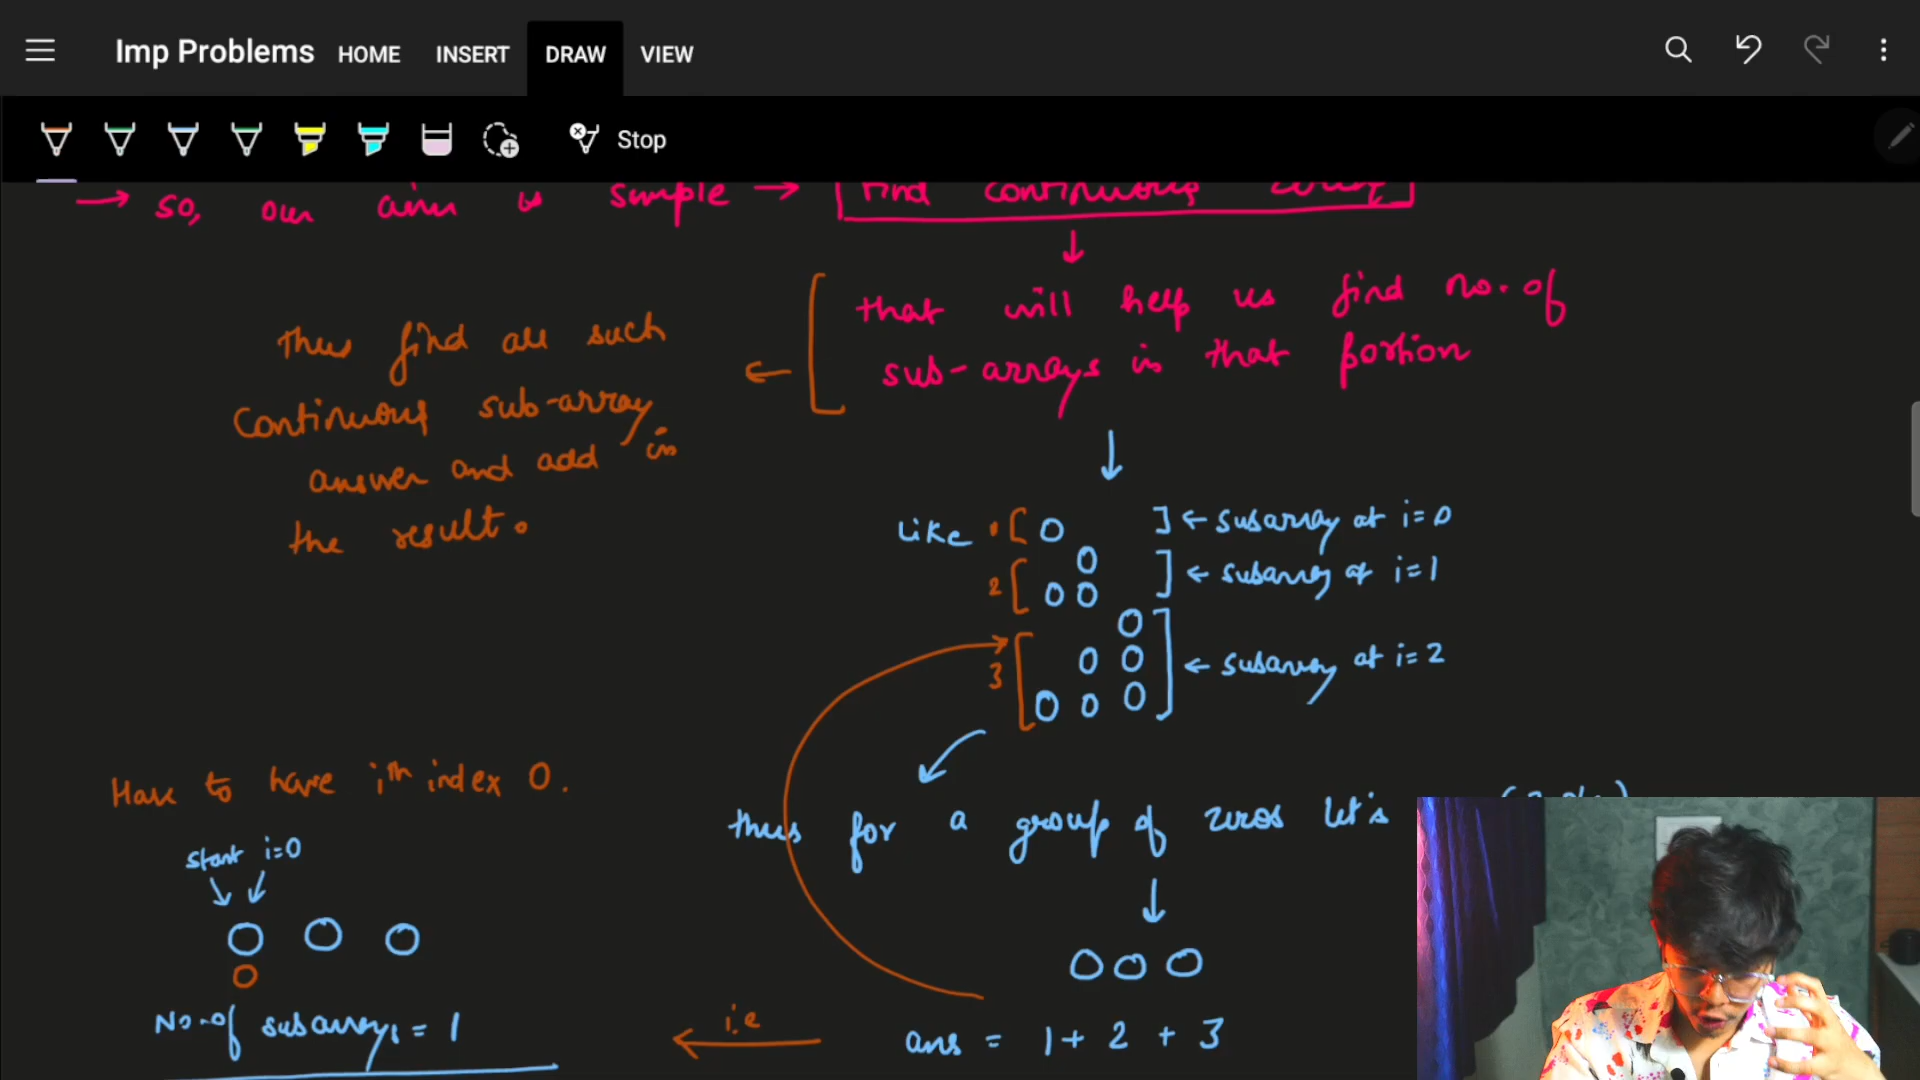 Imp Problems HOME INSERT DRAW VIEW
Stop
→ so, our aim is simple → find continuous
that will help us find no. of
sub-arrays in that portion
thus find all such
continuous sub-array
answer and add in
the result.
Like 1 [ 0 ] ← subarray at i=0
0
2 [ 0 0 ] ← subarray at i=1
0
0 0
3 [ 0 0 0 ] ← subarray at i=2
Have to have ith index 0.
thus for a group of zeros let's
start i=0
0 0 0
0
No. of subarrays = 1
0 0 0
i.e
ans = 1 + 2 + 3